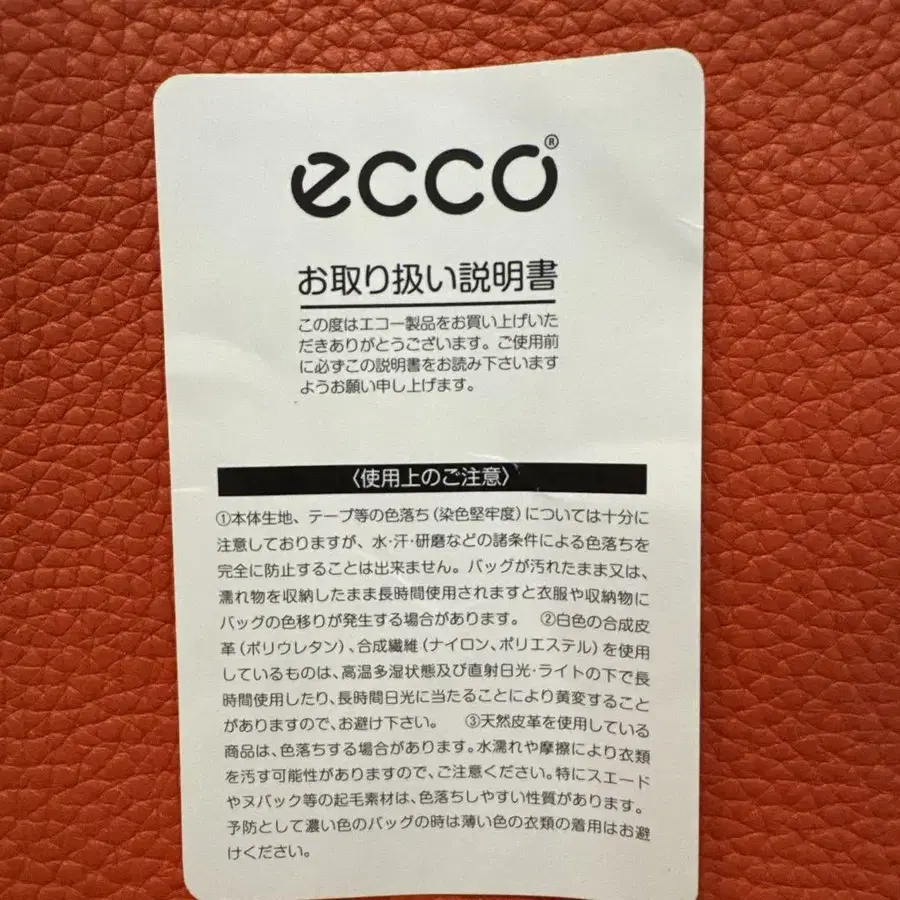 ecco®
お取り扱い説明書
この度はエコー製品をお買い上げいた
だきありがとうございます。ご使用前
に必ずこの説明書をお読み下さいます
ようお願い申し上げます。
〈使用上のご注意〉
①本体生地、テープ等の色落ち(染色堅牢度)については十分に
注意しておりますが、水·汗·研磨などの諸条件による色落ちを
完全に防止することは出来ません。バッグが汚れたまま又は、
濡れ物を収納したまま長時間使用されますと衣服や収納物に
バッグの色移りが発生する場合があります。 ②白色の合成皮
革(ポリウレタン)、合成繊維(ナイロン、ポリエステル)を使用
しているものは、高温多湿状態及び直射日光·ライトの下で長
時間使用したり、長時間日光に当たることにより黄変すること
がありますので、お避け下さい。 ③天然皮革を使用している
商品は、色落ちする場合があります。水濡れや摩擦により衣類
を汚す可能性がありますので、ご注意ください。特にスエード
やヌバック等の起毛素材は、色落ちしやすい性質があります。
予防として濃い色のバッグの時は薄い色の衣類の着用はお避
けください。